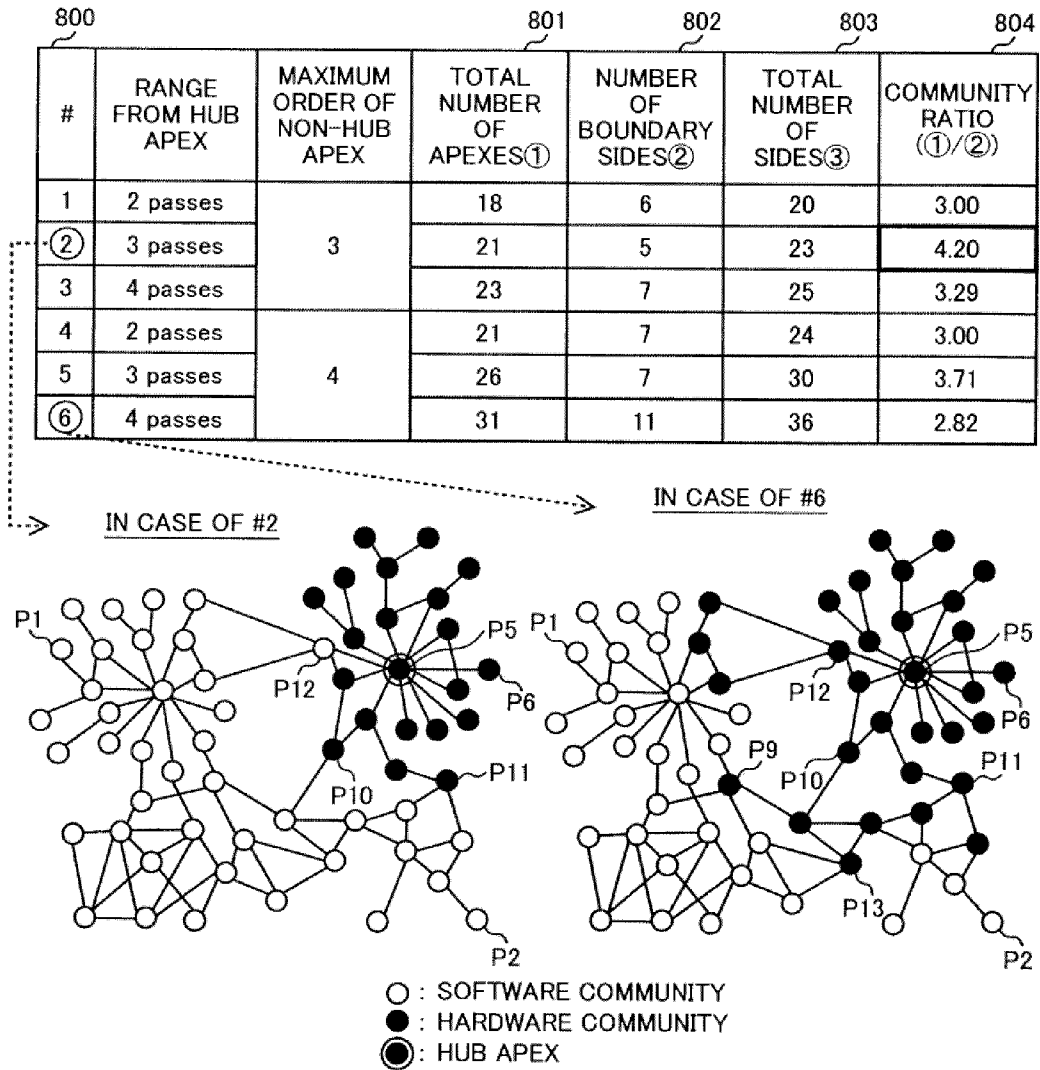 800 801 802 803 804
# RANGE FROM HUB APEX MAXIMUM ORDER OF NON-HUB APEX TOTAL NUMBER OF APEXES① NUMBER OF BOUNDARY SIDES② TOTAL NUMBER OF SIDES③ COMMUNITY RATIO (①/②)
1 2 passes 3 18 6 20 3.00
② 3 passes 21 5 23 4.20
3 4 passes 23 7 25 3.29
4 2 passes 4 21 7 24 3.00
5 3 passes 26 7 30 3.71
⑥ 4 passes 31 11 36 2.82
IN CASE OF #2
P1
P5
P12
P6
P10
P11
P2
IN CASE OF #6
P1
P5
P12
P6
P9
P10
P11
P13
P2
: SOFTWARE COMMUNITY
: HARDWARE COMMUNITY
: HUB APEX